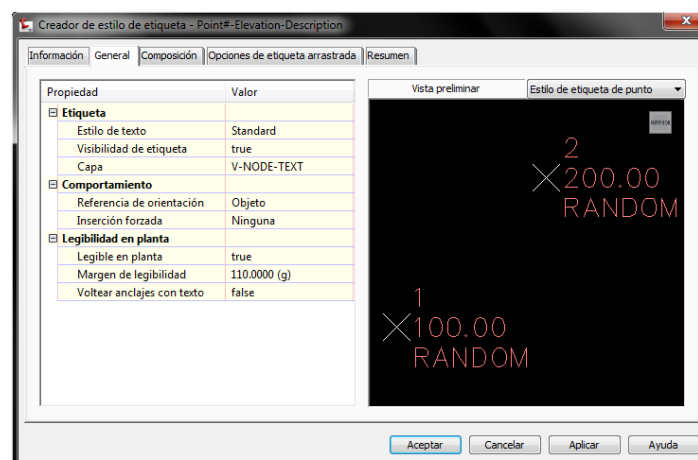 Creador de estilo de etiqueta - Point#-Elevation-Description
Información General Composición Opciones de etiqueta arrastrada Resumen
Propiedad Valor
Etiqueta
Estilo de texto Standard
Visibilidad de etiqueta true
Capa V-NODE-TEXT
Comportamiento
Referencia de orientación Objeto
Inserción forzada Ninguna
Legibilidad en planta
Legible en planta true
Margen de legibilidad 110.0000 (g)
Voltear anclajes con texto false
Vista preliminar Estilo de etiqueta de punto
SUPERIOR
2
200.00
RANDOM
1
100.00
RANDOM
Aceptar Cancelar Aplicar Ayuda